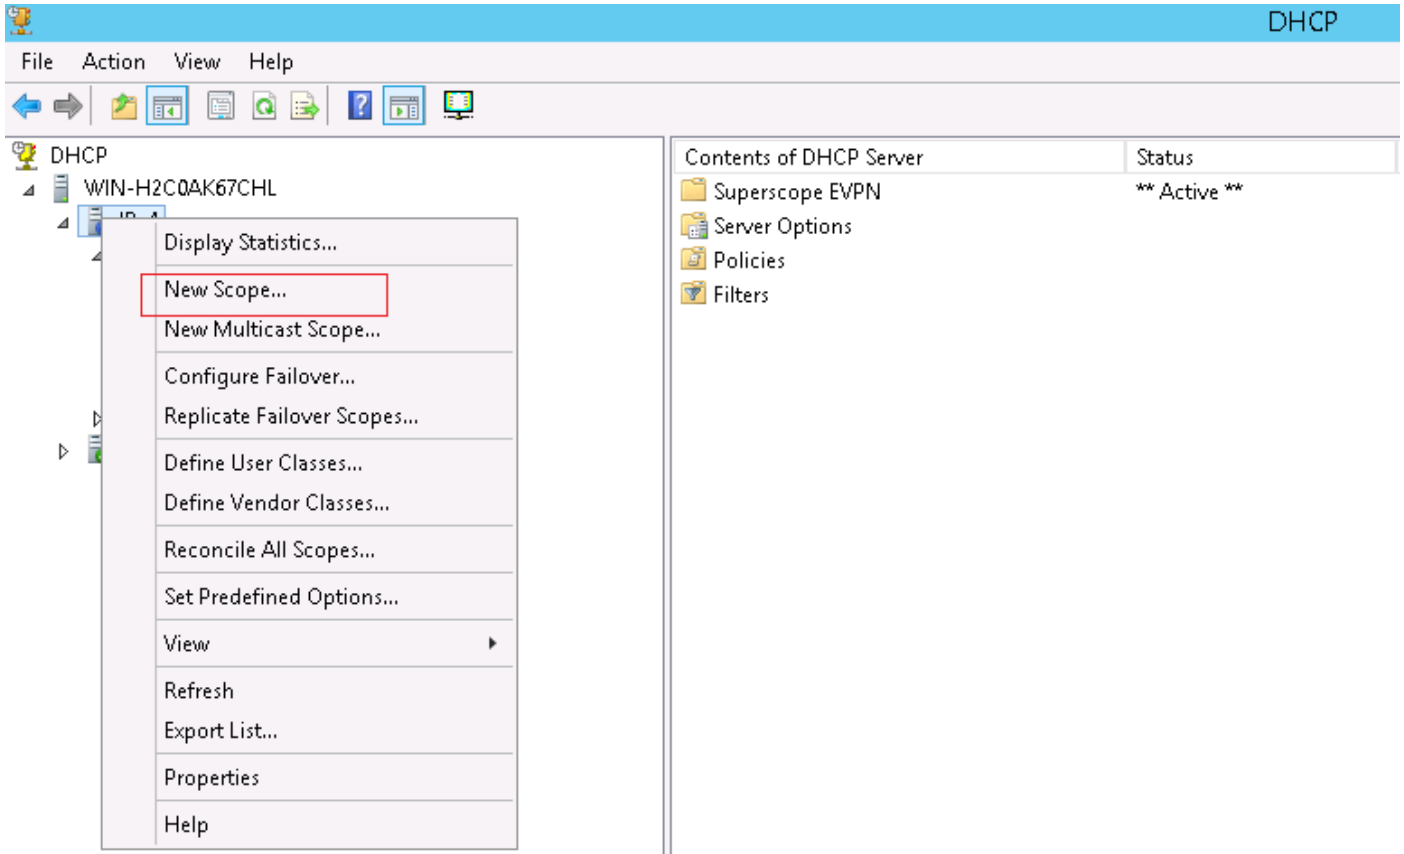 DHCP
File Action View Help
DHCP
WIN-H2C0AK67CHL
Contents of DHCP Server Status
Superscope EVPN ** Active **
Server Options
Policies
Filters
Display Statistics...
New Scope...
New Multicast Scope...
Configure Failover...
Replicate Failover Scopes...
Define User Classes...
Define Vendor Classes...
Reconcile All Scopes...
Set Predefined Options...
View
Refresh
Export List...
Properties
Help